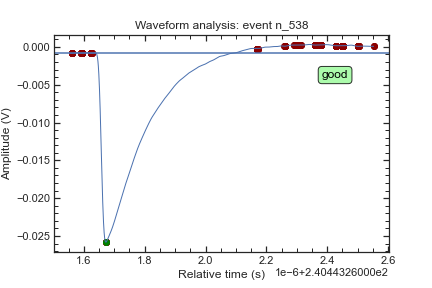 Waveform analysis: event n_538
0.000
−0.005
−0.010
−0.015
−0.020
−0.025
Amplitude (V)
good
1.6
1.8
2.0
2.2
2.4
2.6
Relative time (s)
1e−6+2.4044326000e2